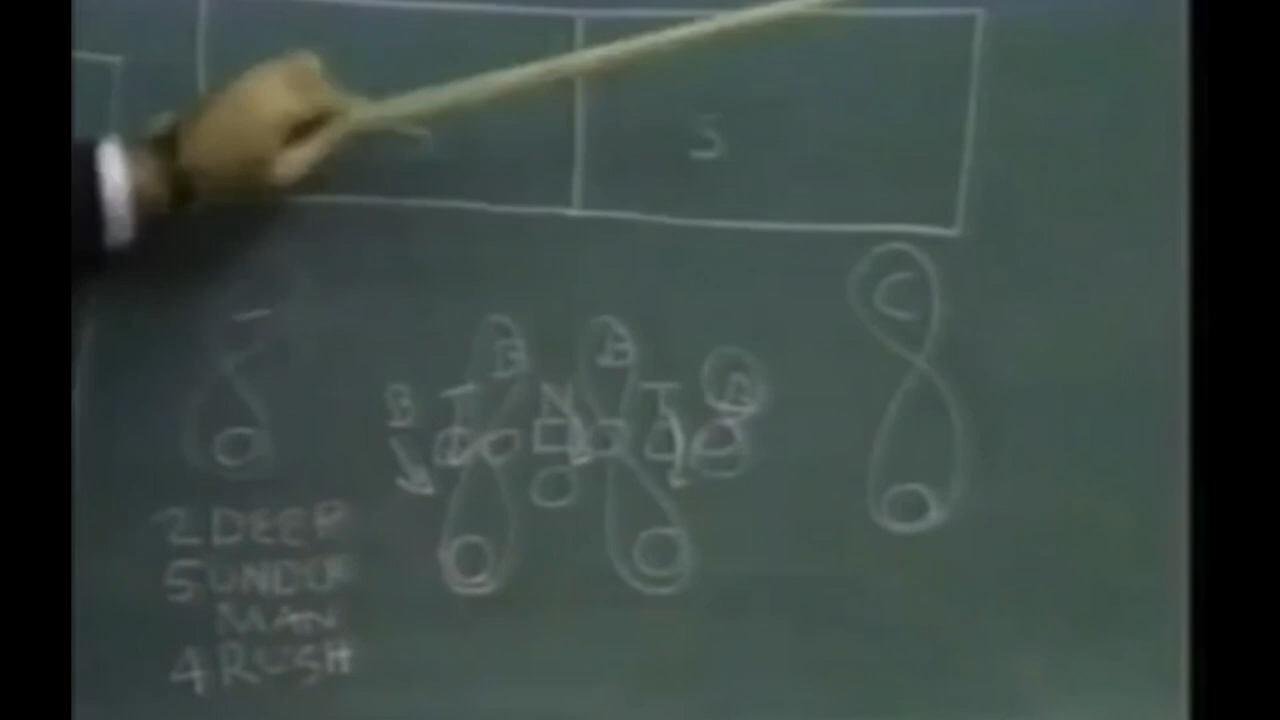 S
C
B B
B T N T B
2 DEEP
5 UNDER
MAN
4 RUSH